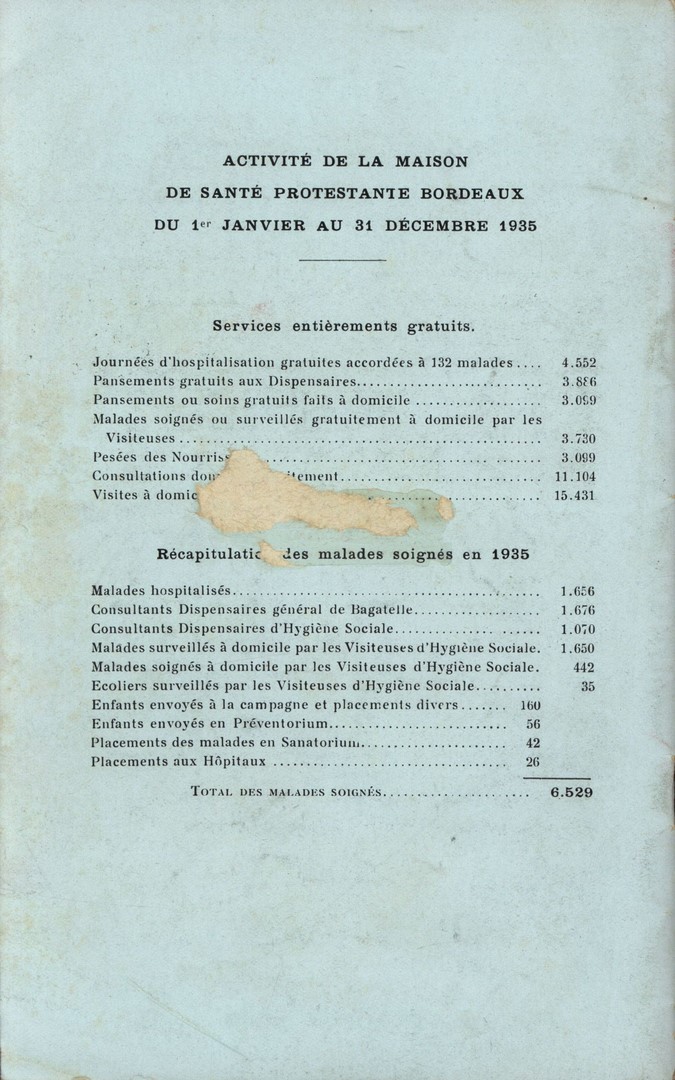 ACTIVITÉ DE LA MAISON
DE SANTÉ PROTESTANTE BORDEAUX
DU 1er JANVIER AU 31 DÉCEMBRE 1935
Services entièrements gratuits.
Journées d'hospitalisation gratuites accordées à 132 malades .... 4.552
Pansements gratuits aux Dispensaires.......................... 3.886
Pansements ou soins gratuits faits à domicile .................. 3.099
Malades soignés ou surveillés gratuitement à domicile par les
Visiteuses .................................................... 3.730
Pesées des ........................................ 3.099
Consultations ............................. 11.104
Visites à ......................... 15.431
des malades soignés en 1935
Malades hospitalisés............................................ 1.656
Consultants Dispensaires général de Bagatelle.................. 1.676
Consultants Dispensaires d'Hygiène Sociale.............. ...... 1.070
Malades surveillés à domicile par les Visiteuses d'Hygiène Sociale. 1.650
Malades soignés à domicile par les Visiteuses d'Hygiène Sociale. 442
Ecoliers surveillés par les Visiteuses d'Hygiène Sociale.......... 35
Enfants envoyés à la campagne et placements divers....... 160
Enfants envoyés en Préventorium......................... 56
Placements des malades en Sanatorium.................... 42
Placements aux Hôpitaux ................................. 26
TOTAL DES MALADES SOIGNÉS...................... 6.529